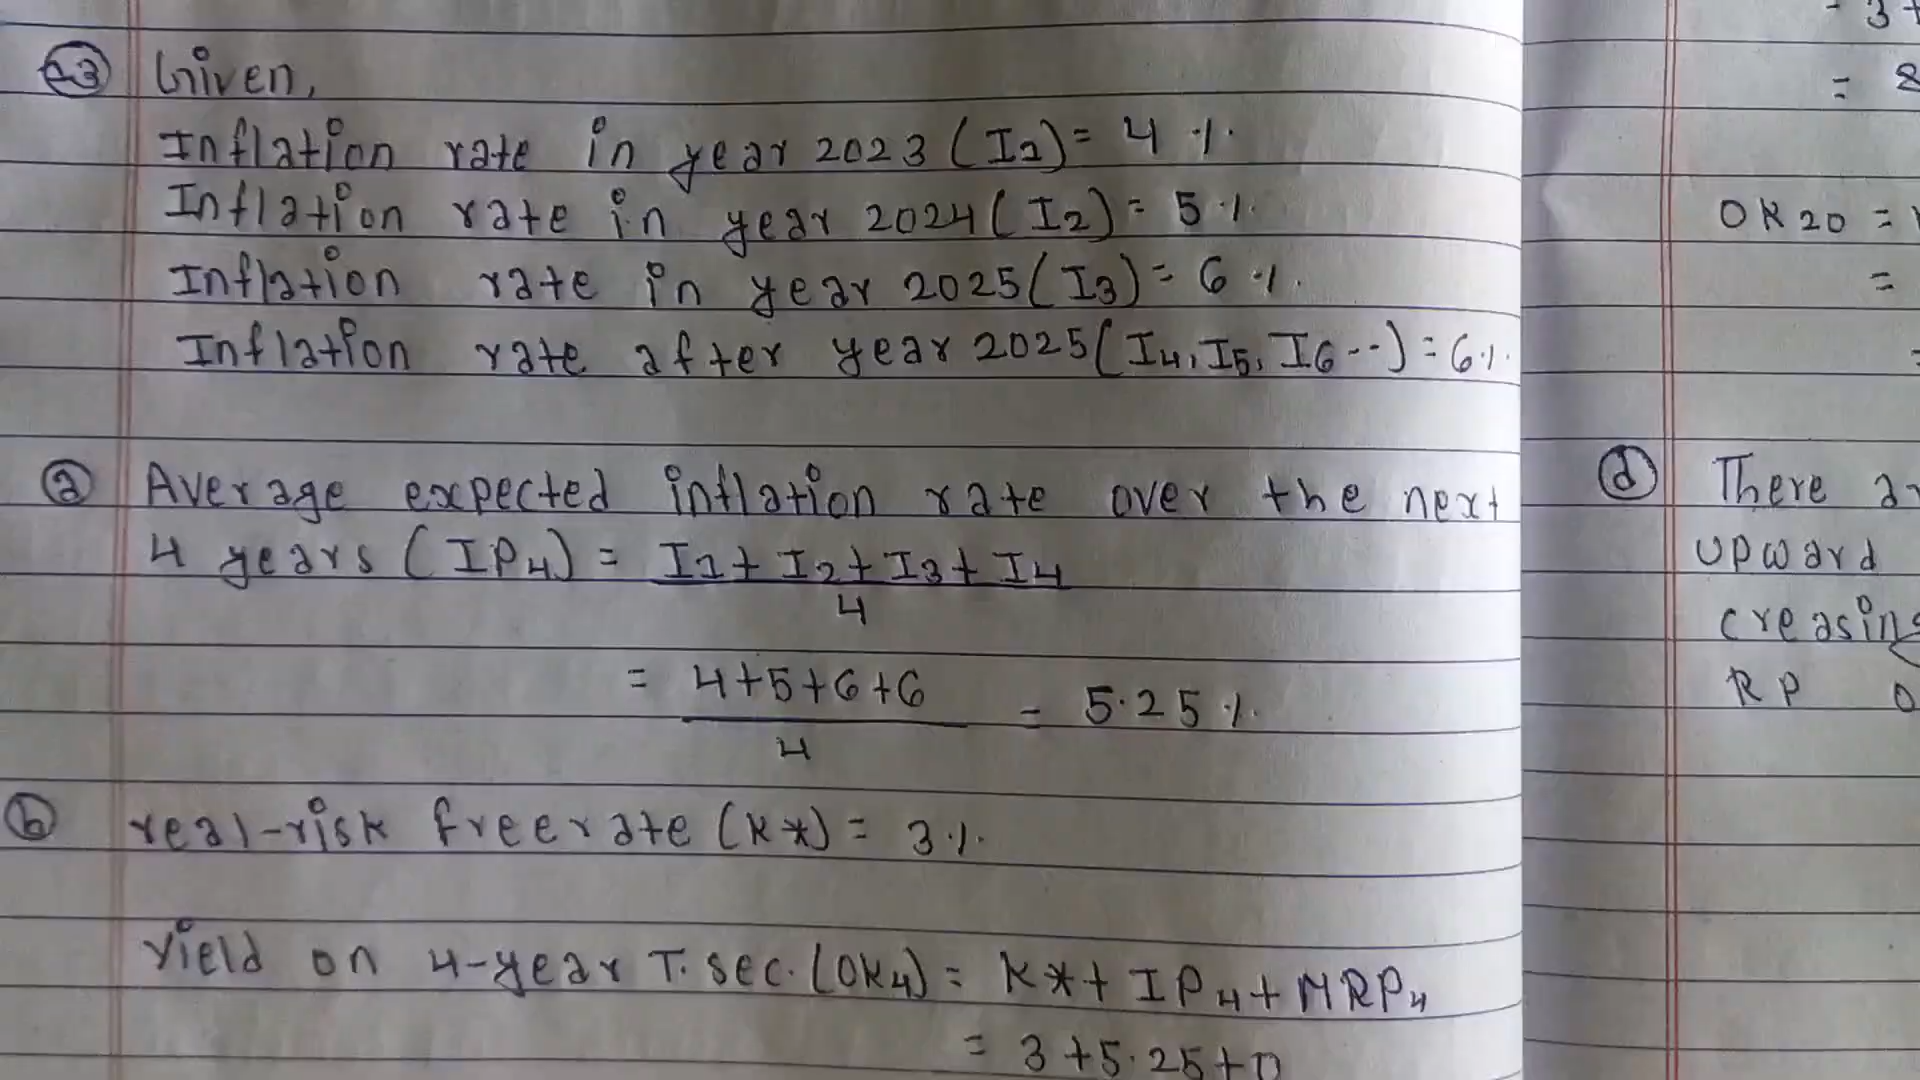 23 Given,
Inflation rate in year 2023 (I1) = 4 %.
Inflation rate in year 2024 (I2) = 5 %.
Inflation rate in year 2025 (I3) = 6 %.
Inflation rate after year 2025 (I4, I5, I6 --) = 6%.
a Average expected inflation rate over the next
4 years (IP4) = I1 + I2 + I3 + I4
4
= 4+5+6+6
4
= 5.25 %.
b real-risk freerate (K*) = 3%.
Yield on 4-year T. sec. (OK4) = K* + IP4 + MRP4
= 3 + 5.25 + 0
- 3 +
= 8
OK20 =
=
=
d There
upward
creasing
RP